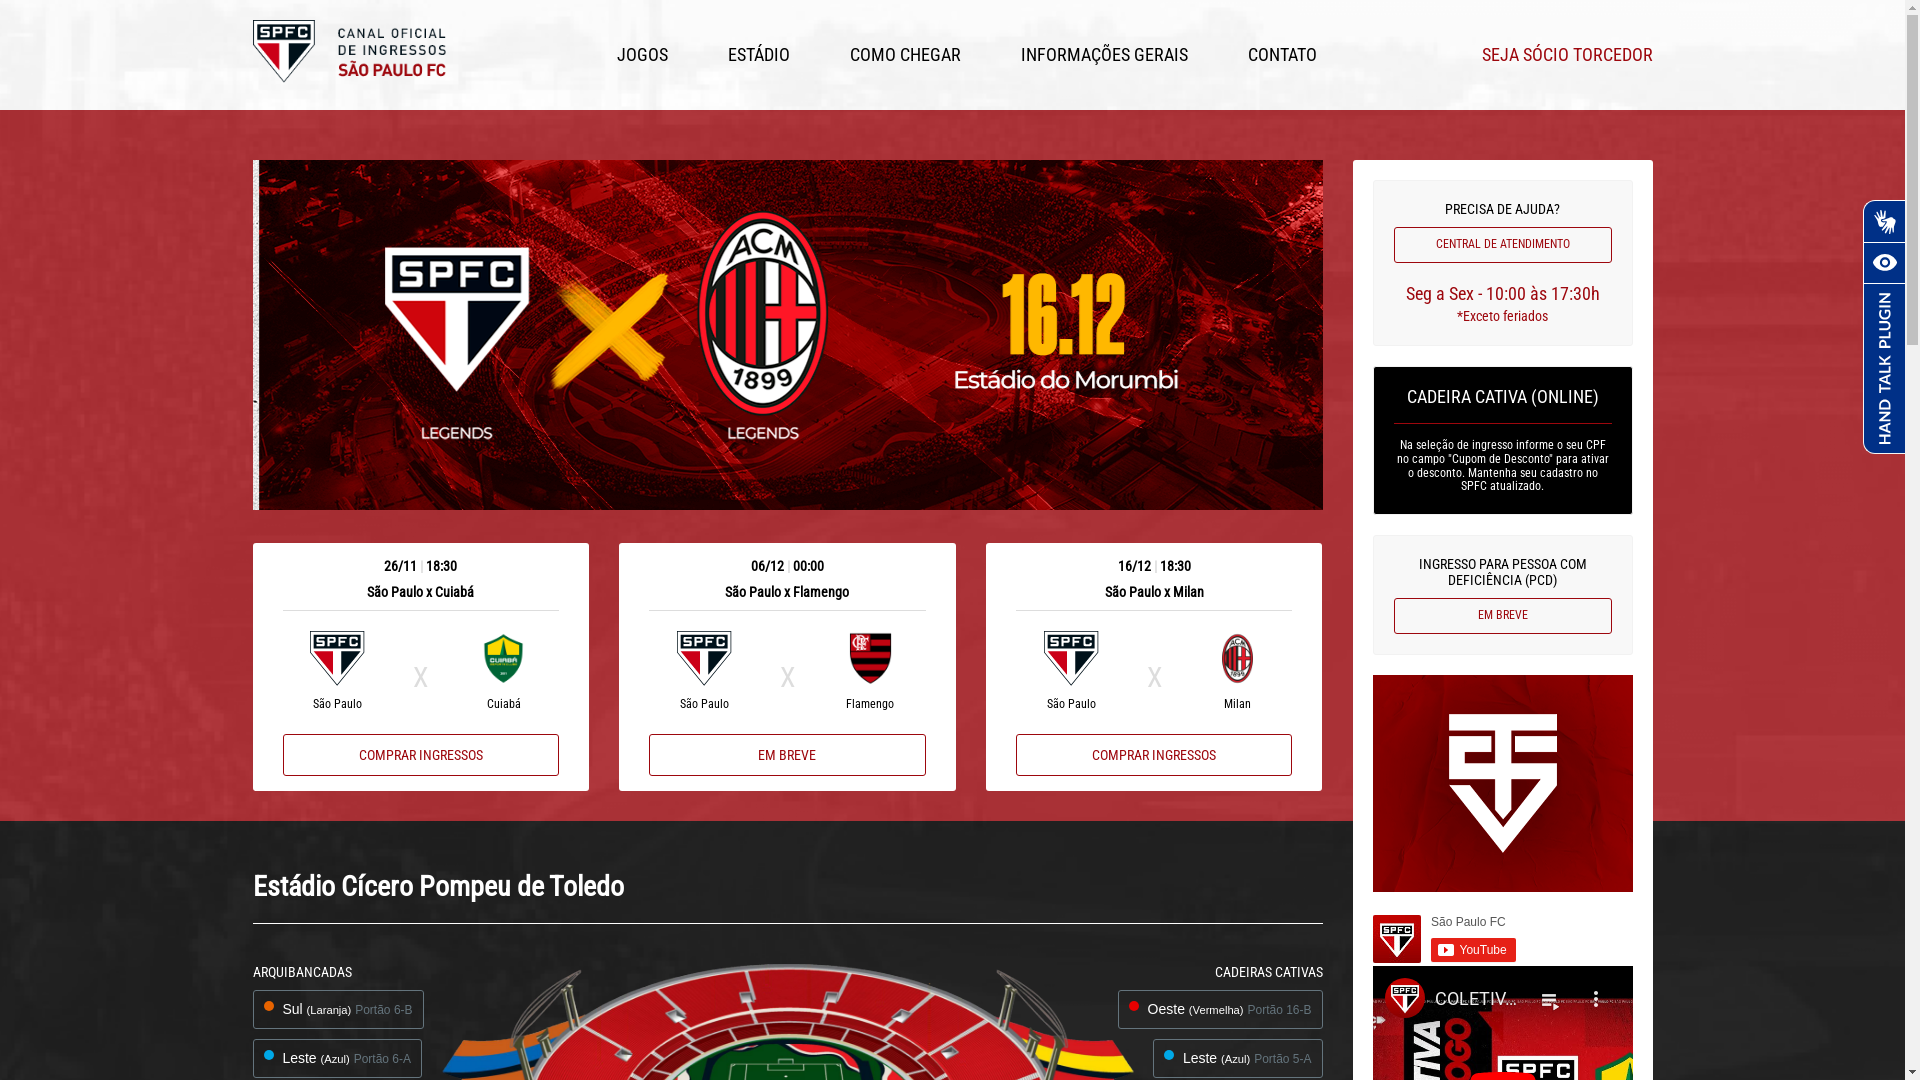 SPFC
CANAL OFICIAL
DE INGRESSOS
SÃO PAULO FC
JOGOS
ESTÁDIO
COMO CHEGAR
INFORMAÇÕES GERAIS
CONTATO
SEJA SÓCIO TORCEDOR
SPFC
LEGENDS
ACM
1899
LEGENDS
16.12
Estádio do Morumbi
26/11 | 18:30
São Paulo x Cuiabá
SPFC
São Paulo
X
CUIABÁ
Cuiabá
COMPRAR INGRESSOS
06/12 | 00:00
São Paulo x Flamengo
SPFC
São Paulo
X
Flamengo
EM BREVE
16/12 | 18:30
São Paulo x Milan
SPFC
São Paulo
X
Milan
COMPRAR INGRESSOS
PRECISA DE AJUDA?
CENTRAL DE ATENDIMENTO
Seg a Sex - 10:00 às 17:30h
*Exceto feriados
CADEIRA CATIVA (ONLINE)
Na seleção de ingresso informe o seu CPF
no campo "Cupom de Desconto" para ativar
o desconto. Mantenha seu cadastro no
SPFC atualizado.
INGRESSO PARA PESSOA COM
DEFICIÊNCIA (PCD)
EM BREVE
SPFC
São Paulo FC
YouTube
SPFC
COLETIV...
SPFC
HAND TALK PLUGIN
Estádio Cícero Pompeu de Toledo
ARQUIBANCADAS
Sul (Laranja) Portão 6-B
Leste (Azul) Portão 6-A
CADEIRAS CATIVAS
Oeste (Vermelha) Portão 16-B
Leste (Azul) Portão 5-A